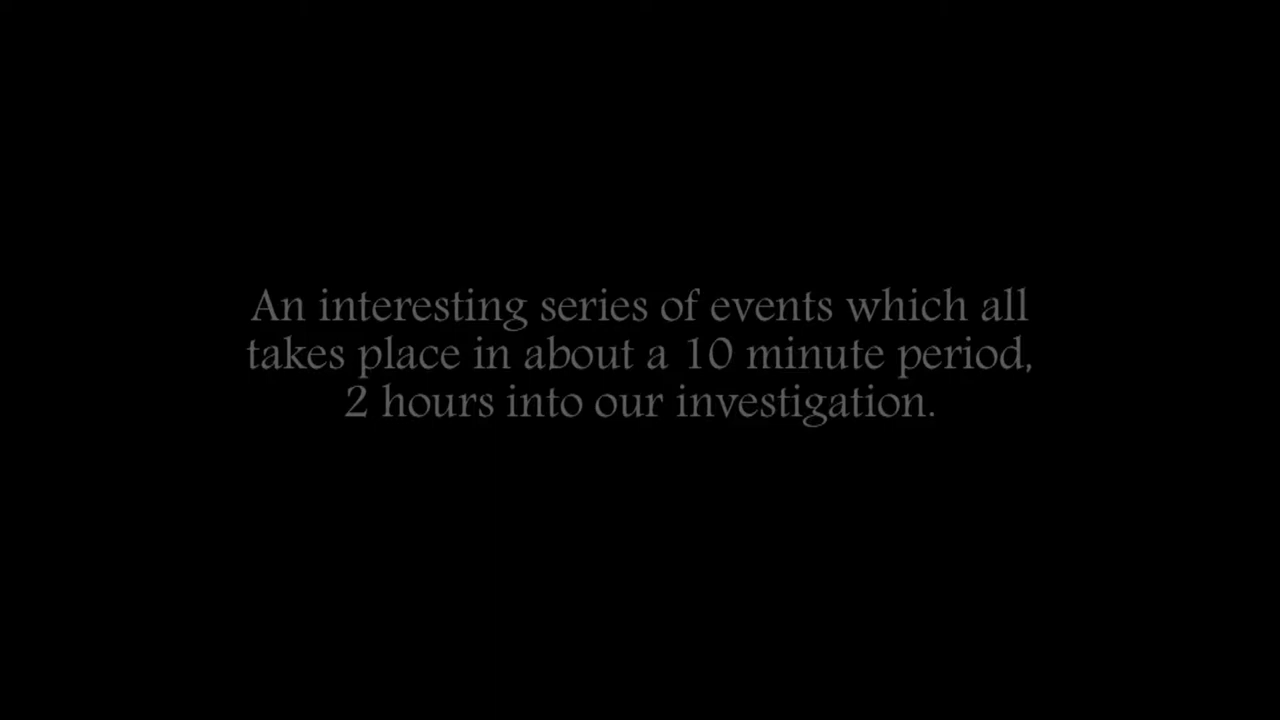 An interesting series of events which all
takes place in about a 10 minute period,
2 hours into our investigation.